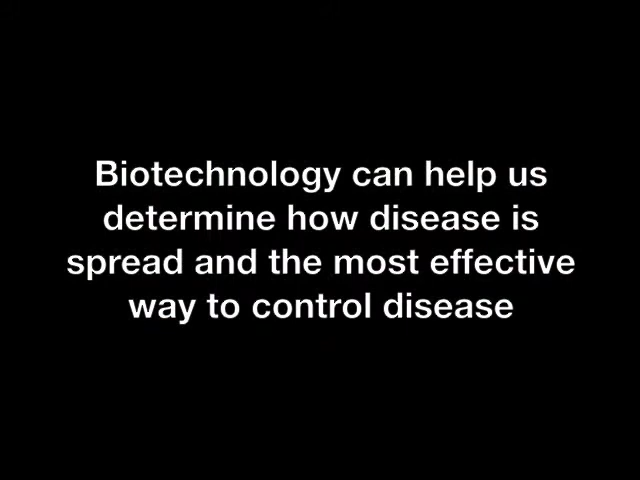 Biotechnology can help us
determine how disease is
spread and the most effective
way to control disease